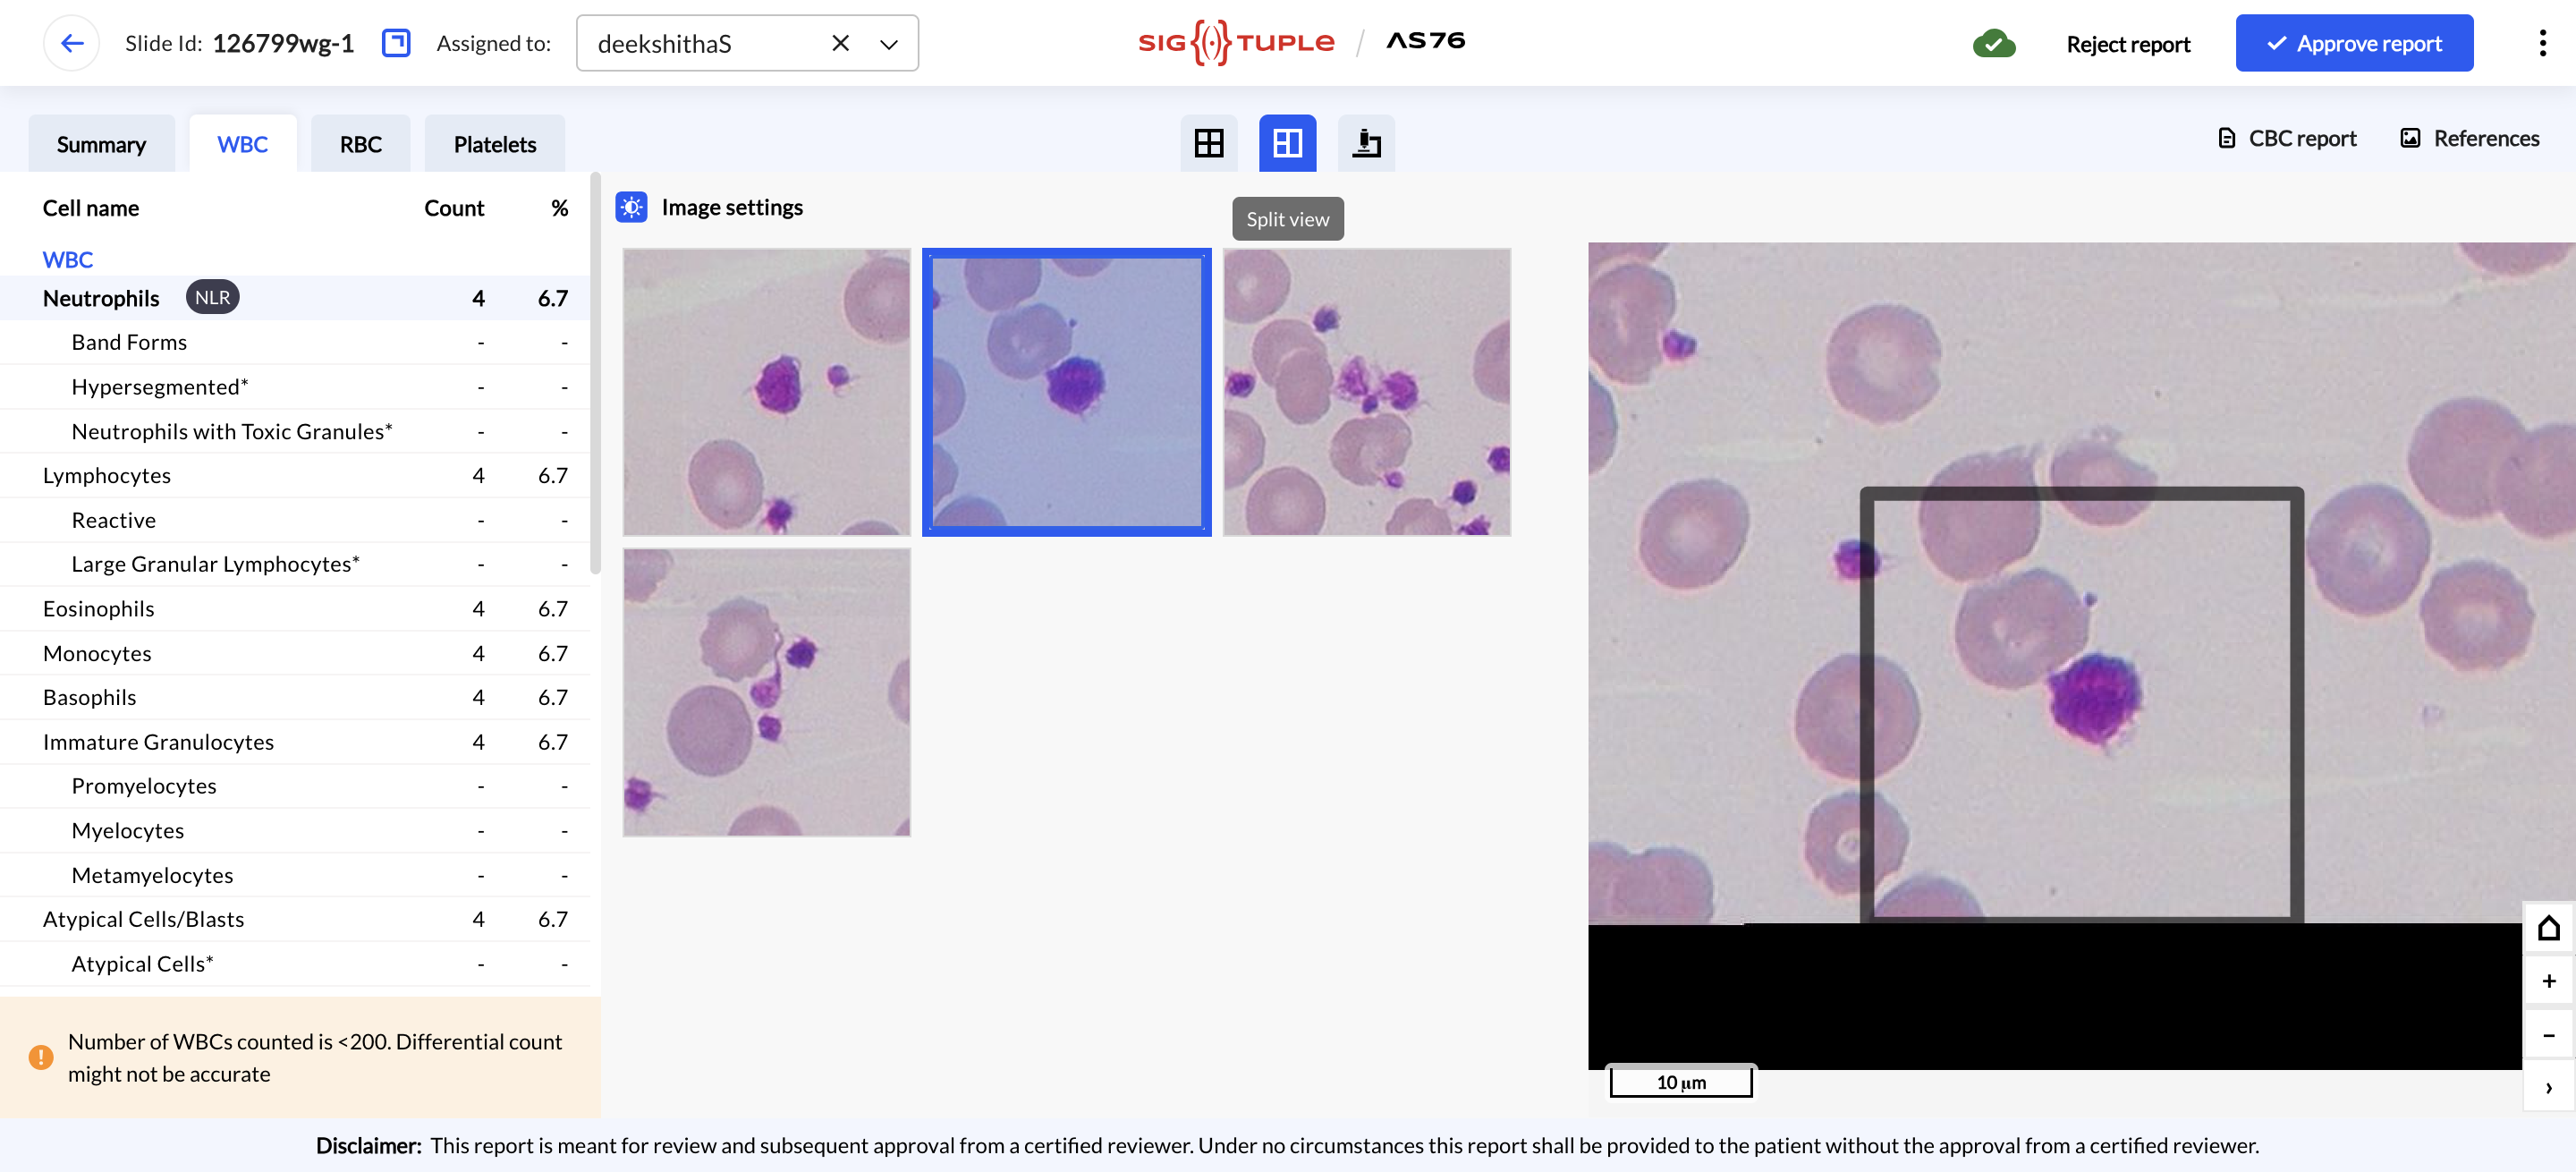 Slide Id: 126799wg-1 Assigned to: deekshithaS SIG TUPLE / AS76 Reject report Approve report
Summary WBC RBC Platelets CBC report References
Cell name Count %
Image settings
Split view
WBC
Neutrophils NLR 4 6.7
Band Forms - -
Hypersegmented* - -
Neutrophils with Toxic Granules* - -
Lymphocytes 4 6.7
Reactive - -
Large Granular Lymphocytes* - -
Eosinophils 4 6.7
Monocytes 4 6.7
Basophils 4 6.7
Immature Granulocytes 4 6.7
Promyelocytes - -
Myelocytes - -
Metamyelocytes - -
Atypical Cells/Blasts 4 6.7
Atypical Cells* - -
Number of WBCs counted is <200. Differential count
might not be accurate
10 µm
Disclaimer: This report is meant for review and subsequent approval from a certified reviewer. Under no circumstances this report shall be provided to the patient without the approval from a certified reviewer.